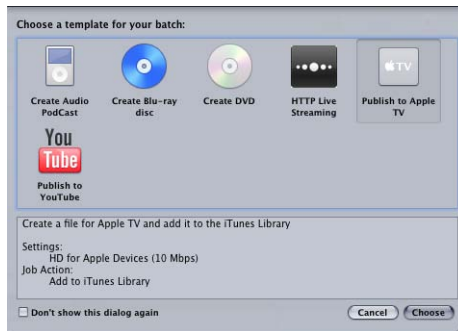 Choose a template for your batch:
tv
Create Audio PodCast
Create Blu-ray disc
Create DVD
HTTP Live Streaming
Publish to Apple TV
You Tube
Publish to YouTube
Create a file for Apple TV and add it to the iTunes Library
Settings:
HD for Apple Devices (10 Mbps)
Job Action:
Add to iTunes Library
Don't show this dialog again
Cancel
Choose